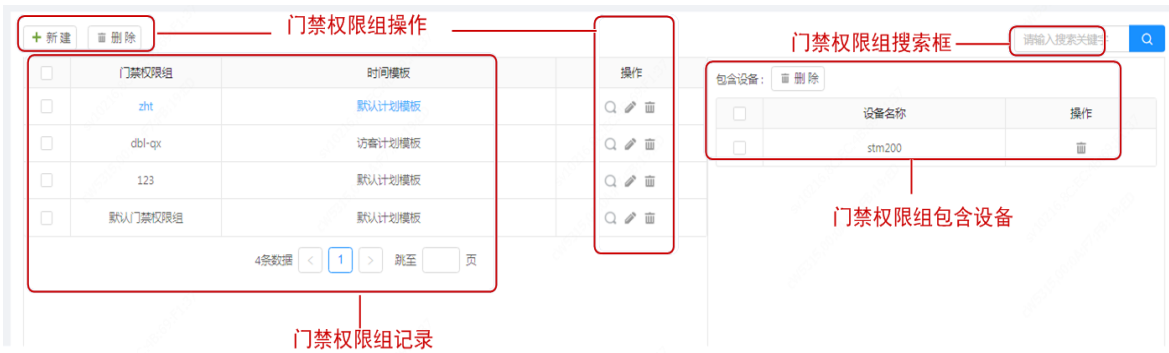 门禁权限组操作
门禁权限组搜索框
新建 删除
请输入搜索关键字
门禁权限组 时间模板 操作
zht 默认计划模板
dbl-qx 访客计划模板
123 默认计划模板
默认门禁权限组 默认计划模板
4条数据 < 1 > 跳至 页
包含设备: 删除
设备名称 操作
stm200
门禁权限组包含设备
门禁权限组记录